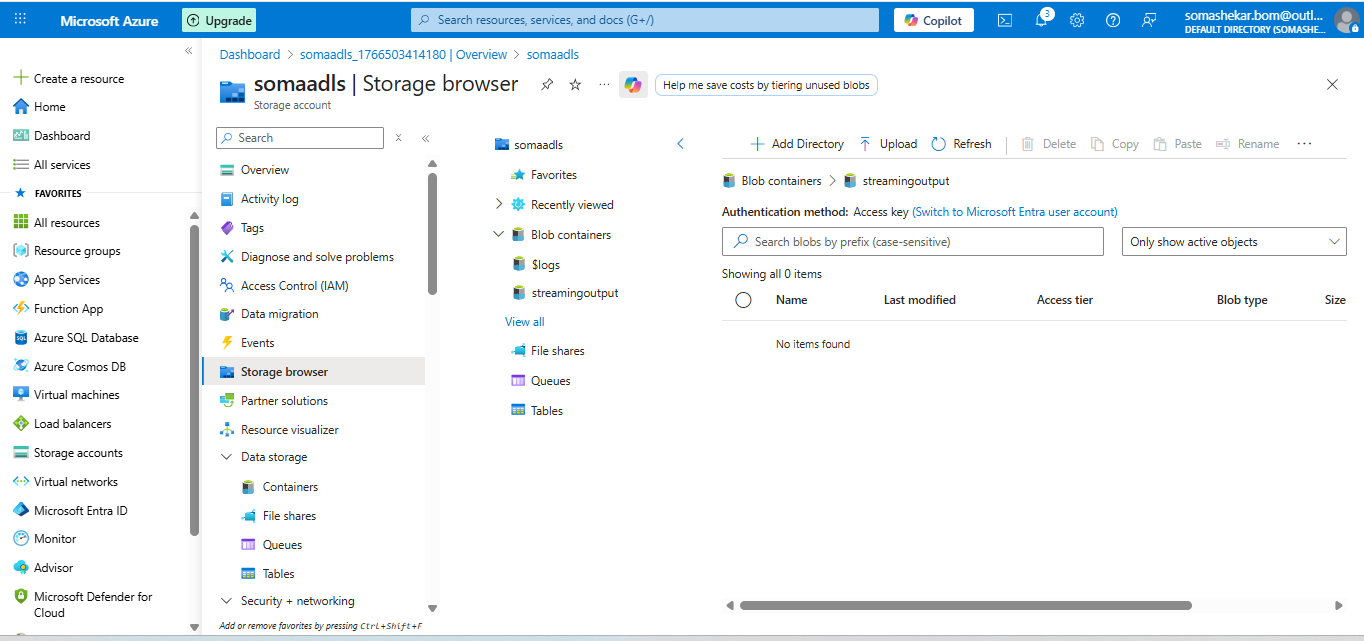 Microsoft Azure
Upgrade
Search resources, services, and docs (G+/)
Copilot
3
somashekar.bom@outl...
DEFAULT DIRECTORY (SOMASHE...
Create a resource
Home
Dashboard
All services
FAVORITES
All resources
Resource groups
App Services
Function App
Azure SQL Database
Azure Cosmos DB
Virtual machines
Load balancers
Storage accounts
Virtual networks
Microsoft Entra ID
Monitor
Advisor
Microsoft Defender for
Cloud
Dashboard > somaadls_1766503414180 | Overview > somaadls
somaadls | Storage browser
Storage account
Help me save costs by tiering unused blobs
Search
Overview
Activity log
Tags
Diagnose and solve problems
Access Control (IAM)
Data migration
Events
Storage browser
Partner solutions
Resource visualizer
Data storage
Containers
File shares
Queues
Tables
Security + networking
Add or remove favorites by pressing Ctrl+Shift+F
somaadls
Favorites
Recently viewed
Blob containers
$logs
streamingoutput
View all
File shares
Queues
Tables
Add Directory
Upload
Refresh
Delete
Copy
Paste
Rename
Blob containers > streamingoutput
Authentication method: Access key (Switch to Microsoft Entra user account)
Search blobs by prefix (case-sensitive)
Only show active objects
Showing all 0 items
Name Last modified Access tier Blob type Size
No items found